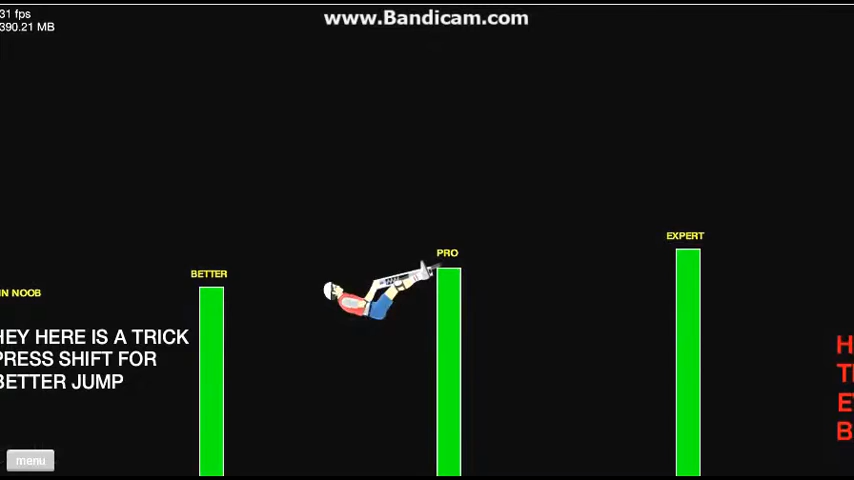 31 fps
390.21 MB
www.Bandicam.com
EXPERT
PRO
BETTER
IN NOOB
HEY HERE IS A TRICK
PRESS SHIFT FOR
BETTER JUMP
menu